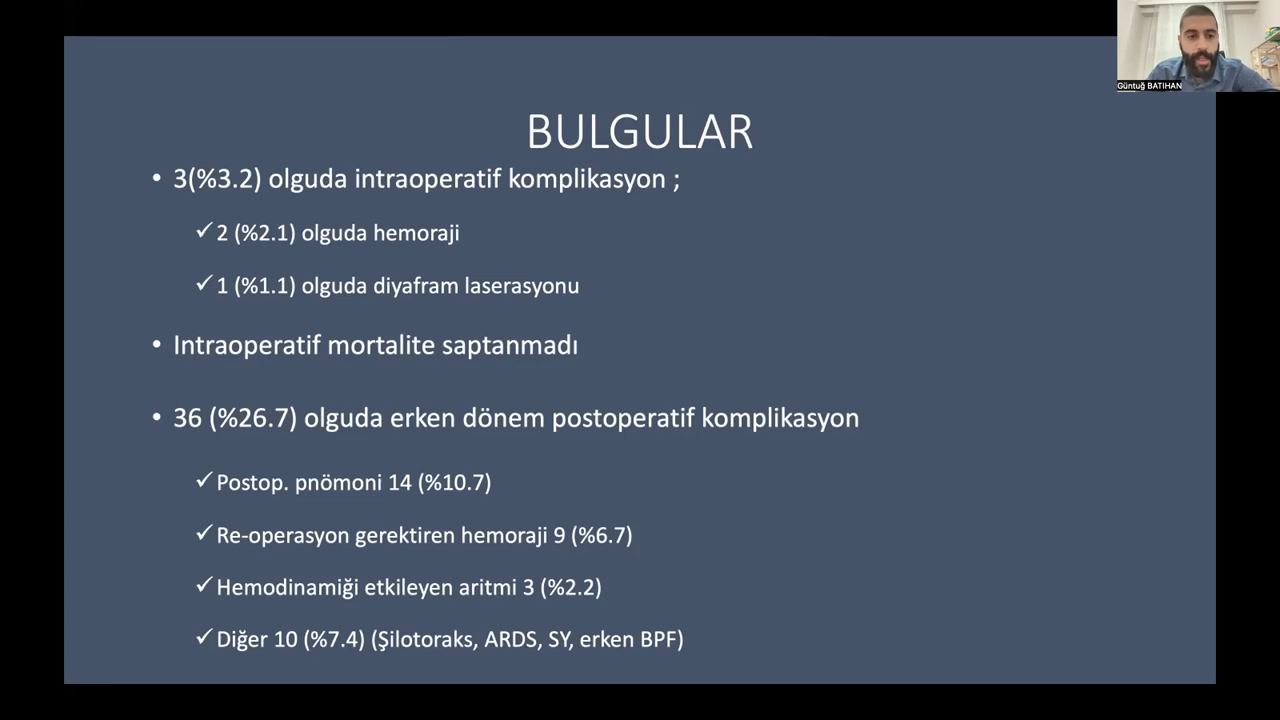 Güntuğ BATIHAN
BULGULAR
• 3(%3.2) olguda intraoperatif komplikasyon ;
✓2 (%2.1) olguda hemoraji
✓1 (%1.1) olguda diyafram laserasyonu
• Intraoperatif mortalite saptanmadı
• 36 (%26.7) olguda erken dönem postoperatif komplikasyon
✓Postop. pnömoni 14 (%10.7)
✓Re-operasyon gerektiren hemoraji 9 (%6.7)
✓Hemodinamiği etkileyen aritmi 3 (%2.2)
✓Diğer 10 (%7.4) (Şilotoraks, ARDS, SY, erken BPF)